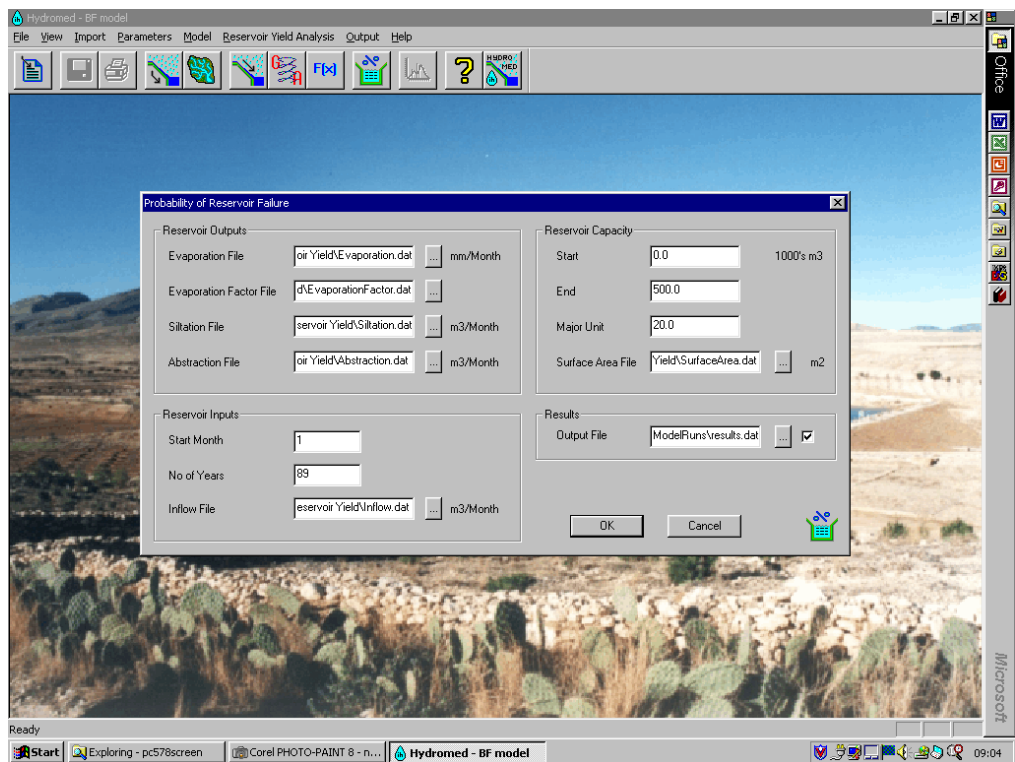 Hydromed - BF model
File View Import Parameters Model Reservoir Yield Analysis Output Help
G A F(x) ? HYDRO MED
Office
Probability of Reservoir Failure
Reservoir Outputs
Evaporation File oir Yield\Evaporation.dat ... mm/Month
Evaporation Factor File d\EvaporationFactor.dat ...
Siltation File servoir Yield\Siltation.dat ... m3/Month
Abstraction File oir Yield\Abstraction.dat ... m3/Month
Reservoir Inputs
Start Month 1
No of Years 89
Inflow File eservoir Yield\Inflow.dat ... m3/Month
Reservoir Capacity
Start 0.0 1000's m3
End 500.0
Major Unit 20.0
Surface Area File Yield\SurfaceArea.dat ... m2
Results
Output File ModelRuns\results.dat ...
OK Cancel
Microsoft
Ready
Start Exploring - pc578screen Corel PHOTO-PAINT 8 - n... Hydromed - BF model 09:04